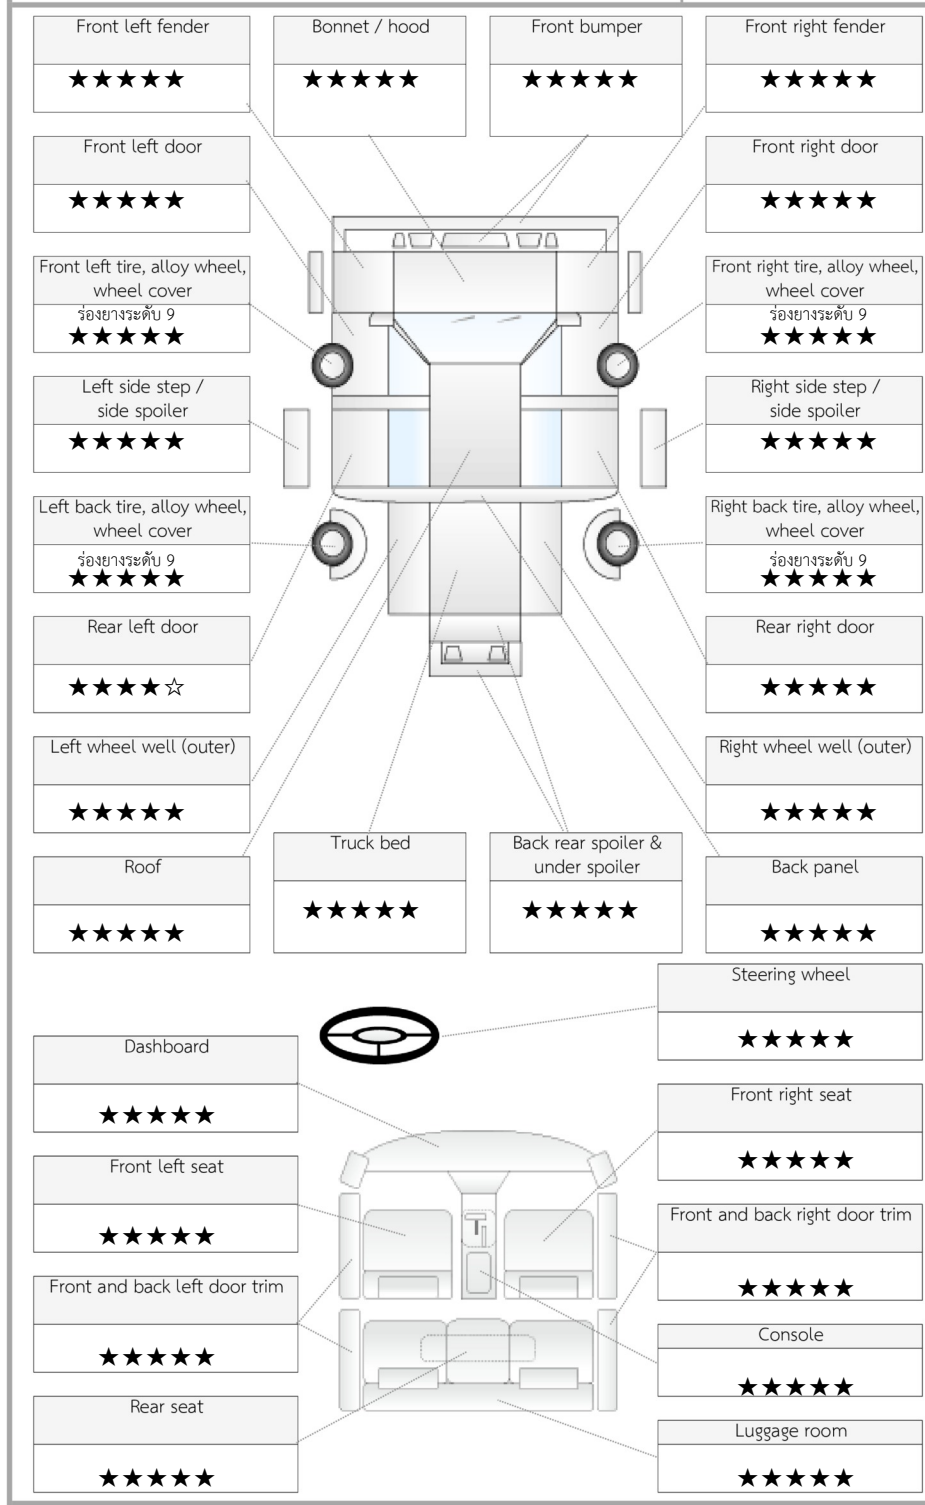 Front left fender
★★★★★
Bonnet / hood
★★★★★
Front bumper
★★★★★
Front right fender
★★★★★
Front left door
★★★★★
Front right door
★★★★★
Front left tire, alloy wheel,
wheel cover
ร่องยางระดับ 9
★★★★★
Front right tire, alloy wheel,
wheel cover
ร่องยางระดับ 9
★★★★★
Left side step /
side spoiler
★★★★★
Right side step /
side spoiler
★★★★★
Left back tire, alloy wheel,
wheel cover
ร่องยางระดับ 9
★★★★★
Right back tire, alloy wheel,
wheel cover
ร่องยางระดับ 9
★★★★★
Rear left door
★★★★☆
Rear right door
★★★★★
Left wheel well (outer)
★★★★★
Right wheel well (outer)
★★★★★
Roof
★★★★★
Truck bed
★★★★★
Back rear spoiler &
under spoiler
★★★★★
Back panel
★★★★★
Steering wheel
★★★★★
Dashboard
★★★★★
Front right seat
★★★★★
Front left seat
★★★★★
Front and back right door trim
★★★★★
Front and back left door trim
★★★★★
Console
★★★★★
Rear seat
★★★★★
Luggage room
★★★★★